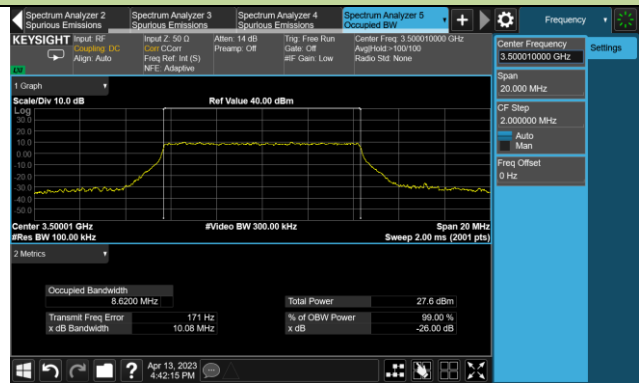 Spectrum Analyzer 2
Spurious Emissions
Spectrum Analyzer 3
Spurious Emissions
Spectrum Analyzer 4
Spurious Emissions
Spectrum Analyzer 5
Occupied BW
Frequency
KEYSIGHT
Input: RF
Coupling: DC
Align: Auto
Input Z: 50 Ω
Corr CCorr
Freq Ref: Int (S)
NFE: Adaptive
Atten: 14 dB
Preamp: Off
Trig: Free Run
Gate: Off
#IF Gain: Low
Center Freq: 3.500010000 GHz
Avg|Hold:>100/100
Radio Std: None
Center Frequency
3.500010000 GHz
Settings
Span
20.000 MHz
CF Step
2.000000 MHz
Auto
Man
Freq Offset
0 Hz
1 Graph
Scale/Div 10.0 dB
Ref Value 40.00 dBm
Log
30.0
20.0
10.0
0.00
-10.0
-20.0
-30.0
-40.0
-50.0
Center 3.50001 GHz
#Video BW 300.00 kHz
Span 20 MHz
#Res BW 100.00 kHz
Sweep 2.00 ms (2001 pts)
2 Metrics
Occupied Bandwidth
8.6200 MHz
Total Power
27.6 dBm
Transmit Freq Error
171 Hz
% of OBW Power
99.00 %
x dB Bandwidth
10.08 MHz
x dB
-26.00 dB
Apr 13, 2023
4:42:15 PM